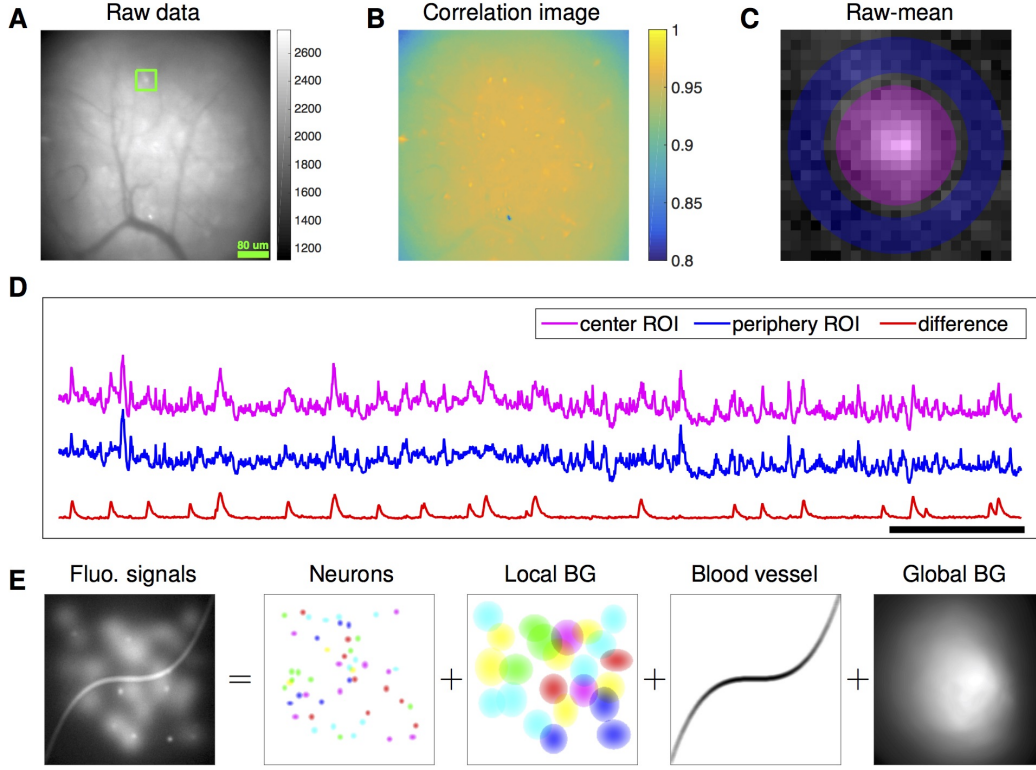 A Raw data
2600
2400
2200
2000
1800
1600
1400
1200
80 um
B Correlation image
1
0.95
0.9
0.85
0.8
C Raw-mean
D
center ROI periphery ROI difference
E Fluo. signals Neurons Local BG Blood vessel Global BG
= + + +